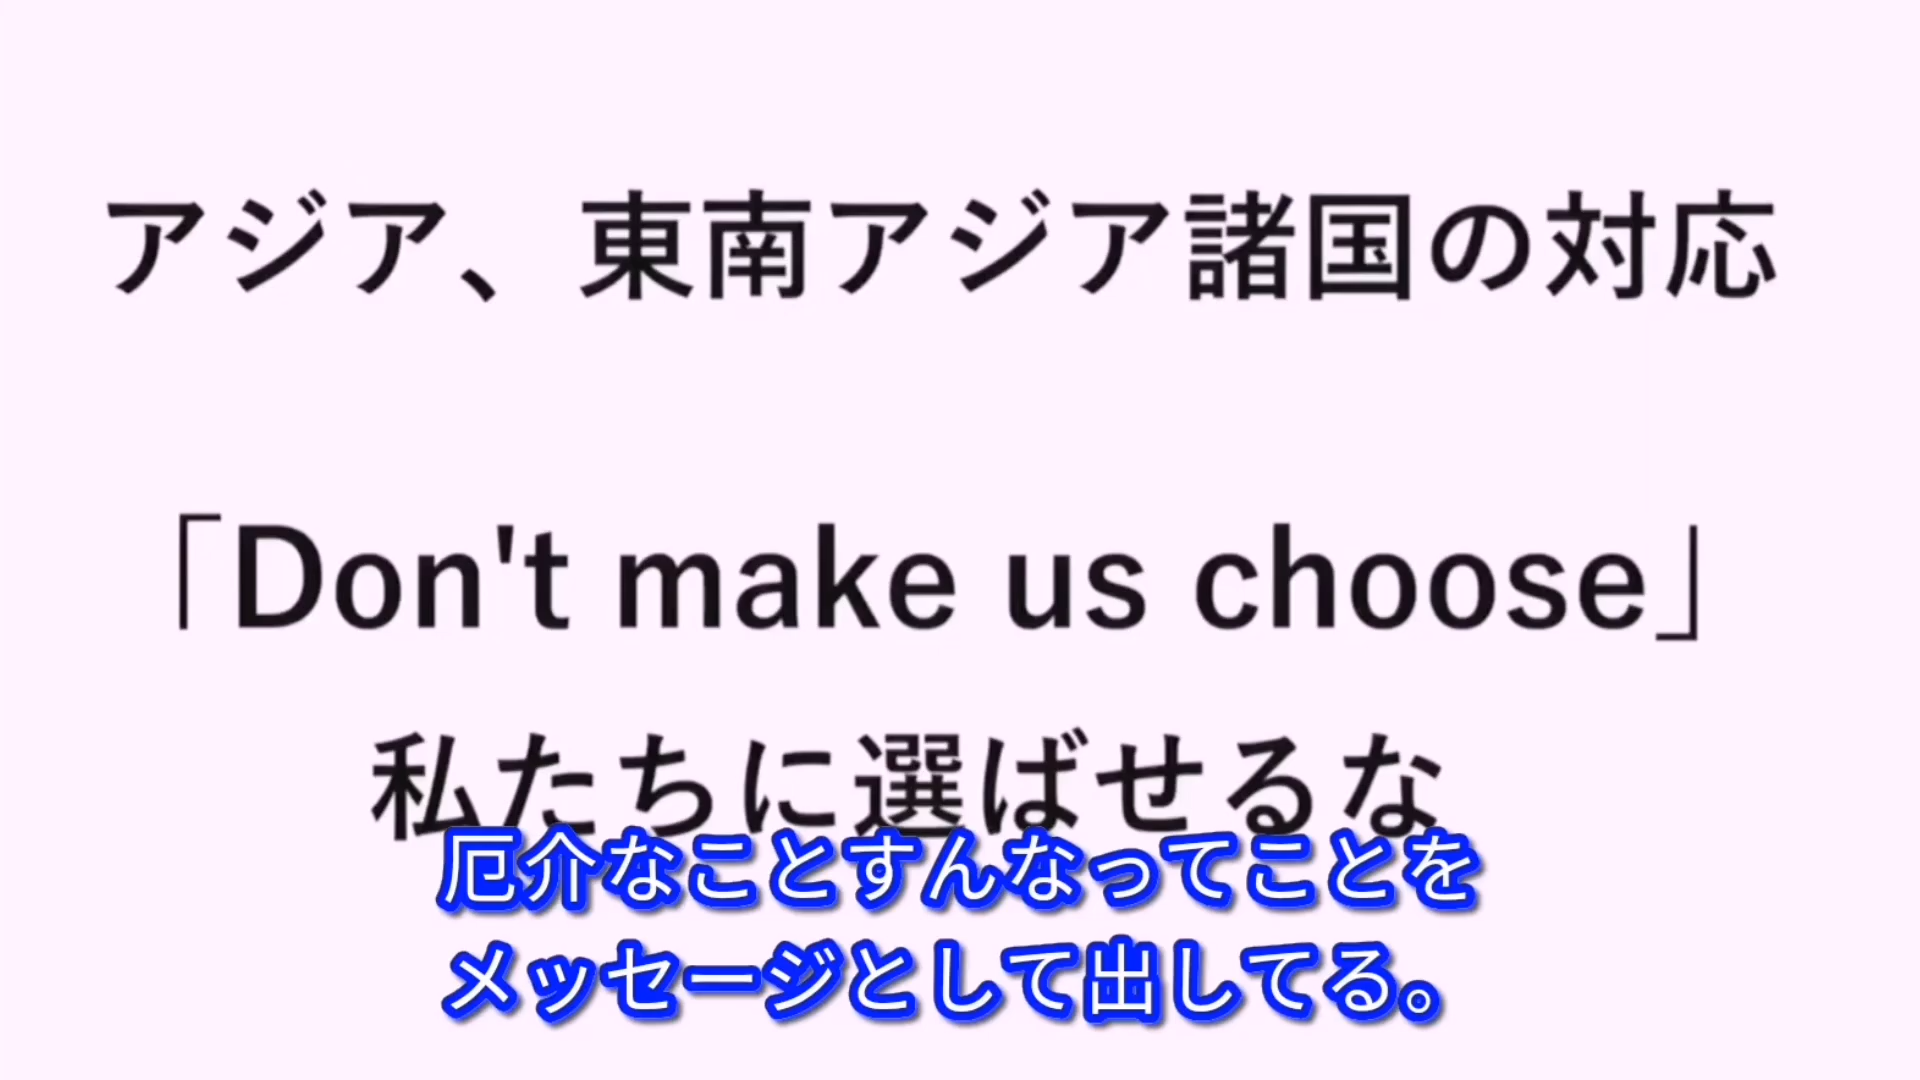 アジア、東南アジア諸国の対応
「Don't make us choose」
私たちに選ばせるな
厄介なことすんなってことを
メッセージとして出してる。